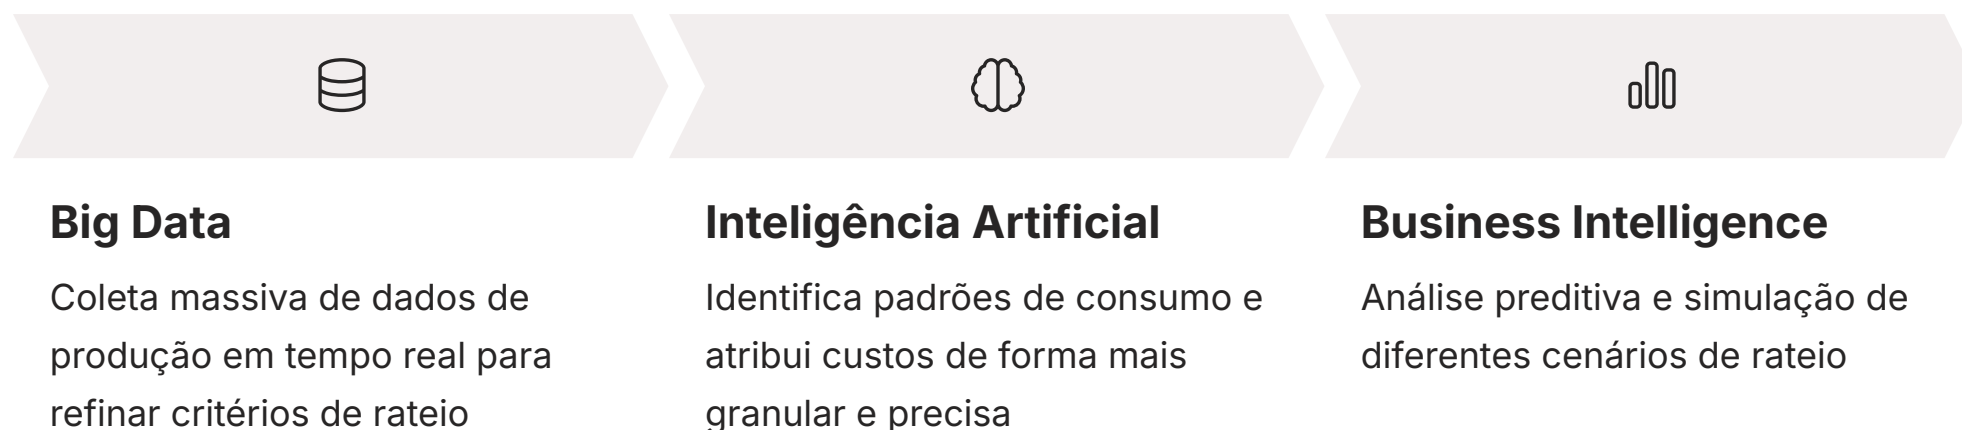 Big Data
Coleta massiva de dados de
produção em tempo real para
refinar critérios de rateio
Inteligência Artificial
Identifica padrões de consumo e
atribui custos de forma mais
granular e precisa
Business Intelligence
Análise preditiva e simulação de
diferentes cenários de rateio